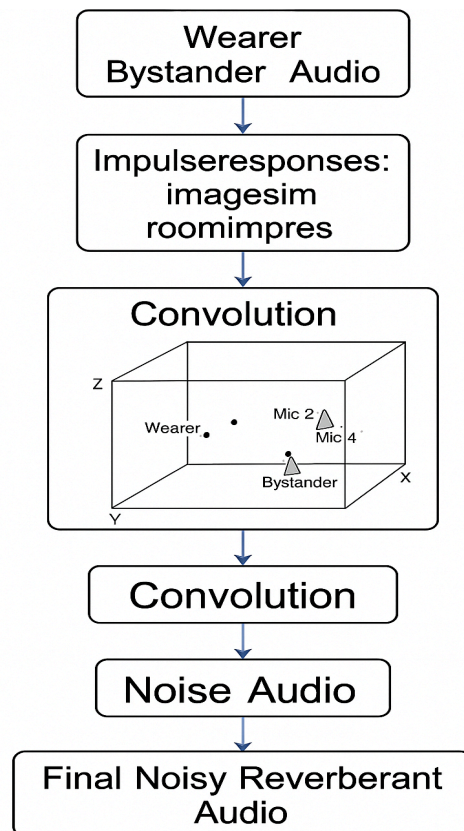 Wearer
Bystander Audio
Impulseresponses:
imagesim
roomimpres
Convolution
Z
Mic 2
Wearer
Mic 4
Bystander
X
Y
Convolution
Noise Audio
Final Noisy Reverberant
Audio